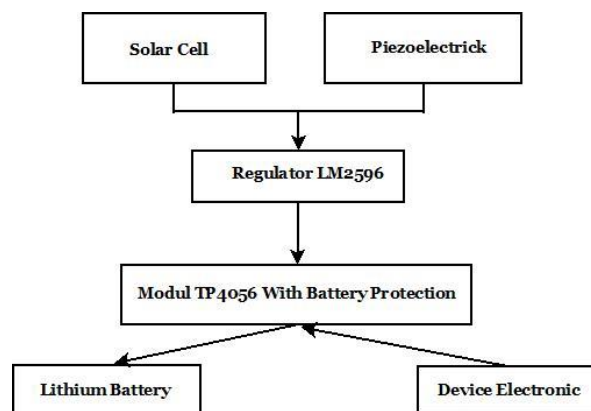 Solar Cell
Piezoelectrick
Regulator LM2596
Modul TP4056 With Battery Protection
Lithium Battery
Device Electronic